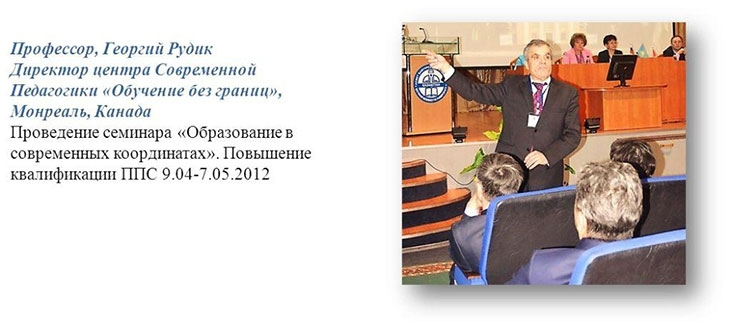 Профессор, Георгий Рудик
Директор центра Современной
Педагогики «Обучение без границ»,
Монреаль, Канада
Проведение семинара «Образование в
современных координатах». Повышение
квалификации ППС 9.04-7.05.2012